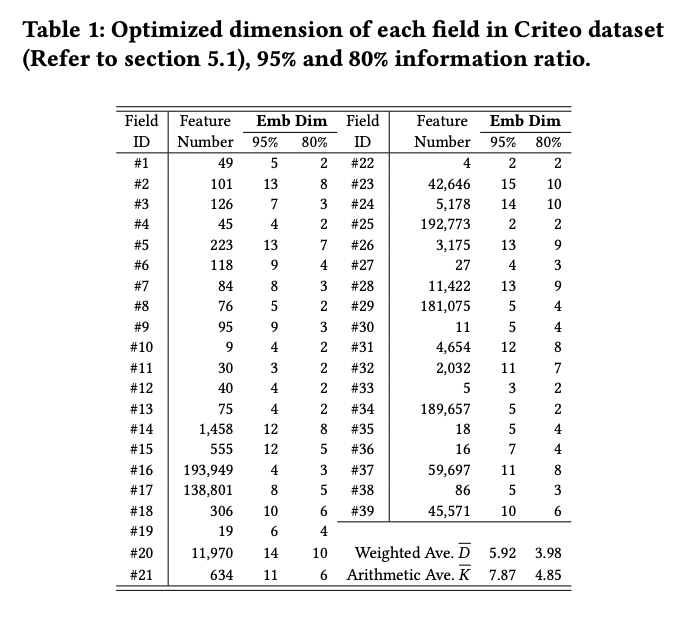 Table 1: Optimized dimension of each field in Criteo dataset
(Refer to section 5.1), 95% and 80% information ratio.
Field Feature Emb Dim Field Feature Emb Dim
ID Number 95% 80% ID Number 95% 80%
#1 49 5 2 #22 4 2 2
#2 101 13 8 #23 42,646 15 10
#3 126 7 3 #24 5,178 14 10
#4 45 4 2 #25 192,773 2 2
#5 223 13 7 #26 3,175 13 9
#6 118 9 4 #27 27 4 3
#7 84 8 3 #28 11,422 13 9
#8 76 5 2 #29 181,075 5 4
#9 95 9 3 #30 11 5 4
#10 9 4 2 #31 4,654 12 8
#11 30 3 2 #32 2,032 11 7
#12 40 4 2 #33 5 3 2
#13 75 4 2 #34 189,657 5 2
#14 1,458 12 8 #35 18 5 4
#15 555 12 5 #36 16 7 4
#16 193,949 4 3 #37 59,697 11 8
#17 138,801 8 5 #38 86 5 3
#18 306 10 6 #39 45,571 10 6
#19 19 6 4
#20 11,970 14 10 Weighted Ave. D̅ 5.92 3.98
#21 634 11 6 Arithmetic Ave. K̅ 7.87 4.85